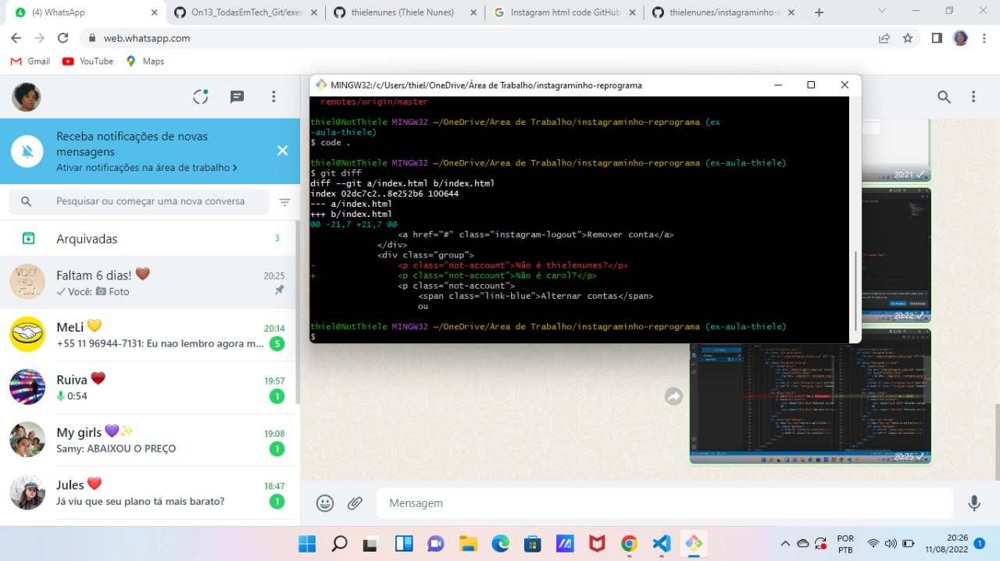 (4) WhatsApp
On13_TodasEmTech_Git/exer
thielenunes (Thiele Nunes)
Instagram html code GitHub
thielenunes/instagraminho-r
web.whatsapp.com
Gmail
YouTube
Maps
Receba notificações de novas
mensagens
Ativar notificações na área de trabalho >
Pesquisar ou começar uma nova conversa
Arquivadas
3
Faltam 6 dias! 🤎
20:25
Você: Foto
MeLi 💛
20:14
+55 11 96944-7131: Eu nao lembro agora m...
5
Ruiva ❤️
19:57
0:54
My girls 💜✨
19:08
Samy: ABAIXOU O PREÇO
1
Jules ❤️
18:47
Já viu que seu plano tá mais barato?
1
MINGW32:/c/Users/thiel/OneDrive/Área de Trabalho/instagraminho-reprograma
remotes/origin/master
thiel@NotThiele MINGW32 ~/OneDrive/Área de Trabalho/instagraminho-reprograma (ex
-aula-thiele)
$ code .
thiel@NotThiele MINGW32 ~/OneDrive/Área de Trabalho/instagraminho-reprograma (ex-aula-thiele)
$ git diff
diff --git a/index.html b/index.html
index 02dc7c2..8e252b6 100644
--- a/index.html
+++ b/index.html
@@ -21,7 +21,7 @@
<a href="#" class="instagram-logout">Remover conta</a>
</div>
<div class="group">
- <p class="not-account">Não é thielenunes?</p>
+ <p class="not-account">Não é carol?</p>
<p class="not-account">
<span class="link-blue">Alternar contas</span>
ou
thiel@NotThiele MINGW32 ~/OneDrive/Área de Trabalho/instagraminho-reprograma (ex-aula-thiele)
$
20:21
20:22
20:25
Mensagem
POR
PTB
20:26
11/08/2022
1